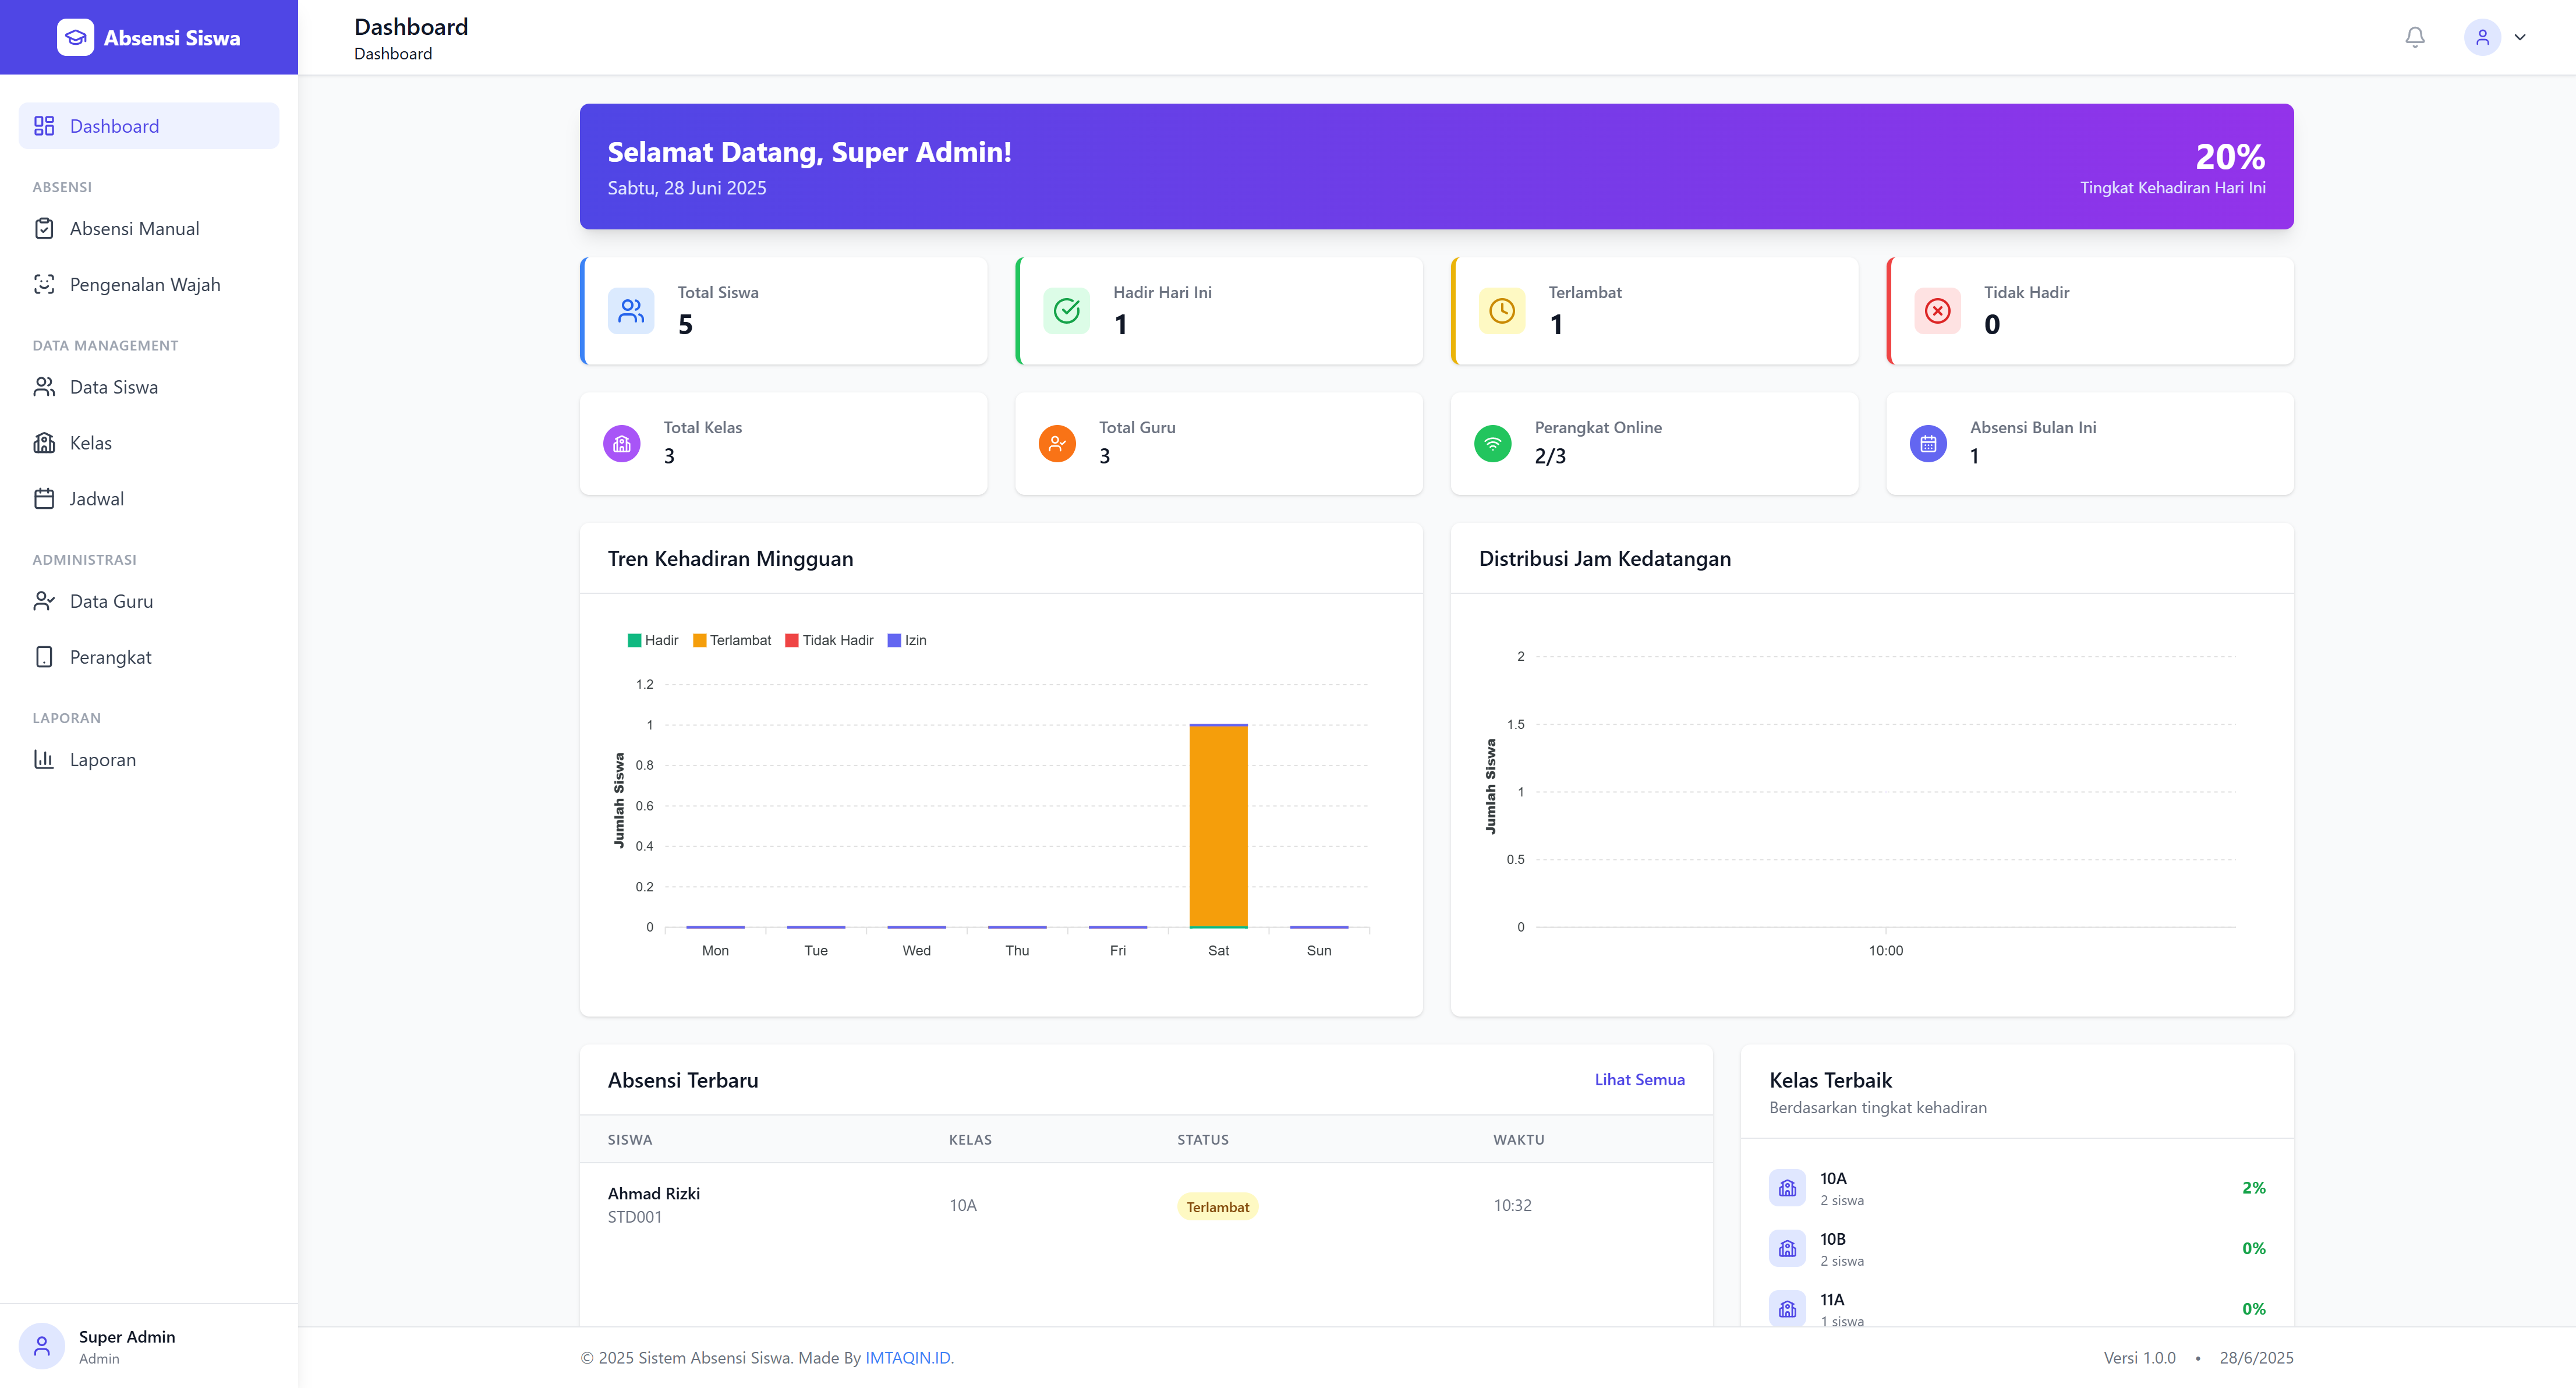 Absensi Siswa
Dashboard
Dashboard
Dashboard
ABSENSI
Absensi Manual
Pengenalan Wajah
DATA MANAGEMENT
Data Siswa
Kelas
Jadwal
ADMINISTRASI
Data Guru
Perangkat
LAPORAN
Laporan
Super Admin
Admin
Selamat Datang, Super Admin!
Sabtu, 28 Juni 2025
20%
Tingkat Kehadiran Hari Ini
Total Siswa
5
Hadir Hari Ini
1
Terlambat
1
Tidak Hadir
0
Total Kelas
3
Total Guru
3
Perangkat Online
2/3
Absensi Bulan Ini
1
Tren Kehadiran Mingguan
Hadir Terlambat Tidak Hadir Izin
Jumlah Siswa
1.2
1
0.8
0.6
0.4
0.2
0
Mon Tue Wed Thu Fri Sat Sun
Distribusi Jam Kedatangan
Jumlah Siswa
2
1.5
1
0.5
0
10:00
Absensi Terbaru
Lihat Semua
SISWA KELAS STATUS WAKTU
Ahmad Rizki
STD001
10A
Terlambat
10:32
Kelas Terbaik
Berdasarkan tingkat kehadiran
10A
2 siswa
2%
10B
2 siswa
0%
11A
1 siswa
0%
© 2025 Sistem Absensi Siswa. Made By IMTAQIN.ID.
Versi 1.0.0 • 28/6/2025